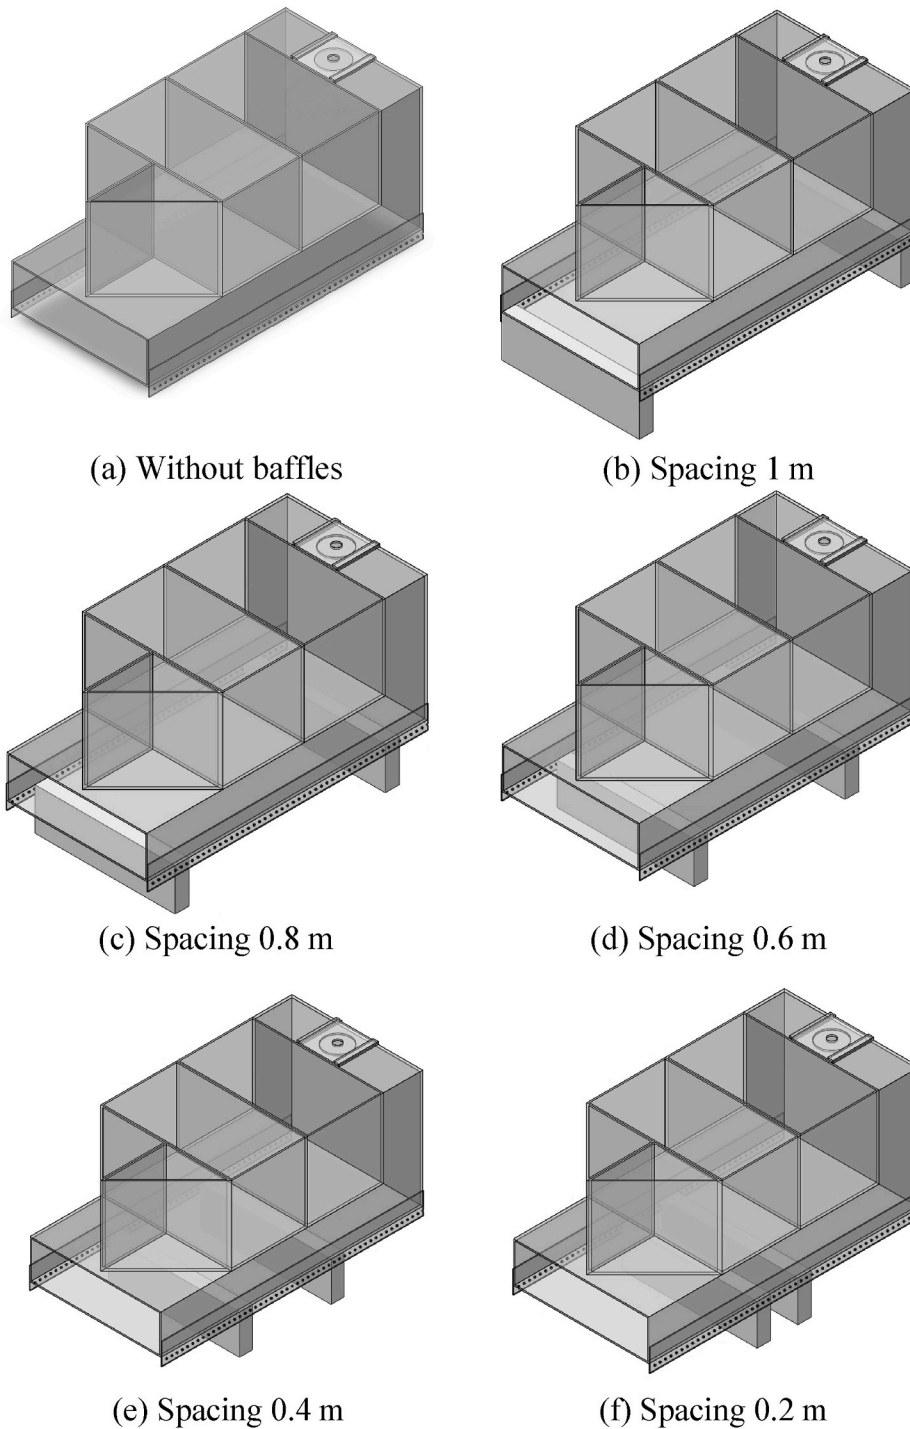 (a) Without baffles
(b) Spacing 1 m
(c) Spacing 0.8 m
(d) Spacing 0.6 m
(e) Spacing 0.4 m
(f) Spacing 0.2 m